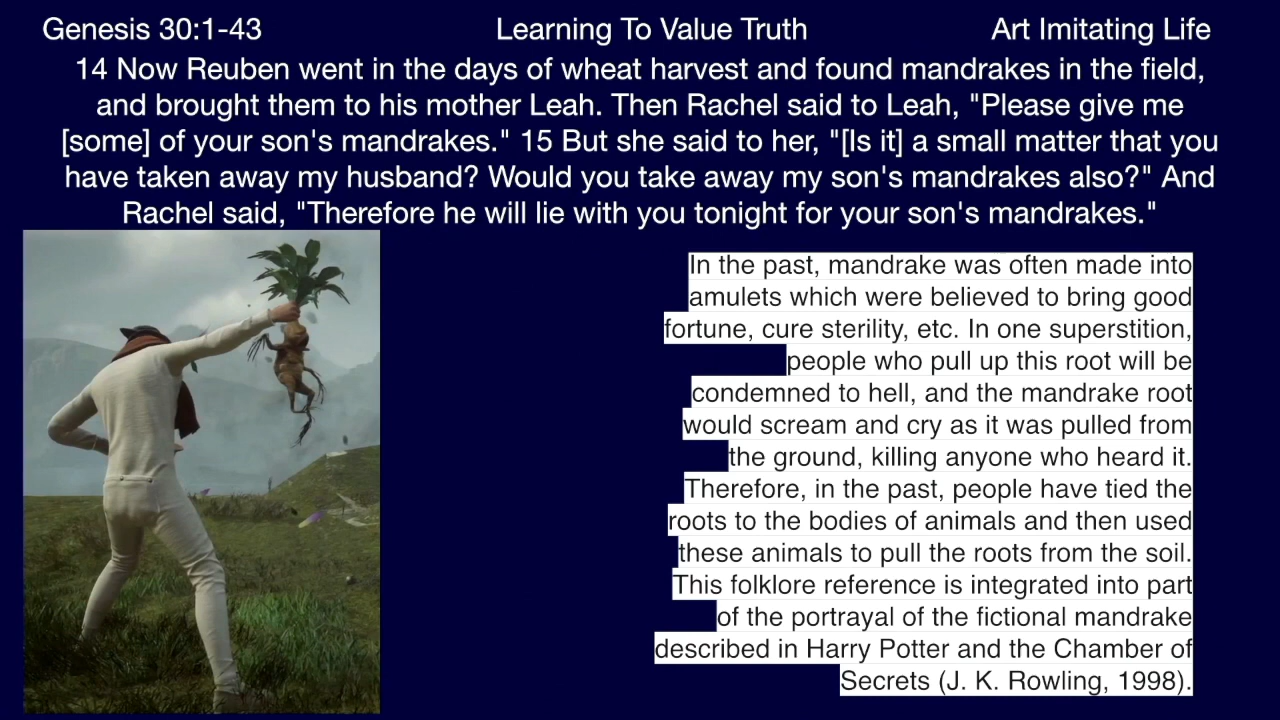 Genesis 30:1-43 Learning To Value Truth Art Imitating Life
14 Now Reuben went in the days of wheat harvest and found mandrakes in the field,
and brought them to his mother Leah. Then Rachel said to Leah, "Please give me
[some] of your son's mandrakes." 15 But she said to her, "[Is it] a small matter that you
have taken away my husband? Would you take away my son's mandrakes also?" And
Rachel said, "Therefore he will lie with you tonight for your son's mandrakes."
In the past, mandrake was often made into
amulets which were believed to bring good
fortune, cure sterility, etc. In one superstition,
people who pull up this root will be
condemned to hell, and the mandrake root
would scream and cry as it was pulled from
the ground, killing anyone who heard it.
Therefore, in the past, people have tied the
roots to the bodies of animals and then used
these animals to pull the roots from the soil.
This folklore reference is integrated into part
of the portrayal of the fictional mandrake
described in Harry Potter and the Chamber of
Secrets (J. K. Rowling, 1998).